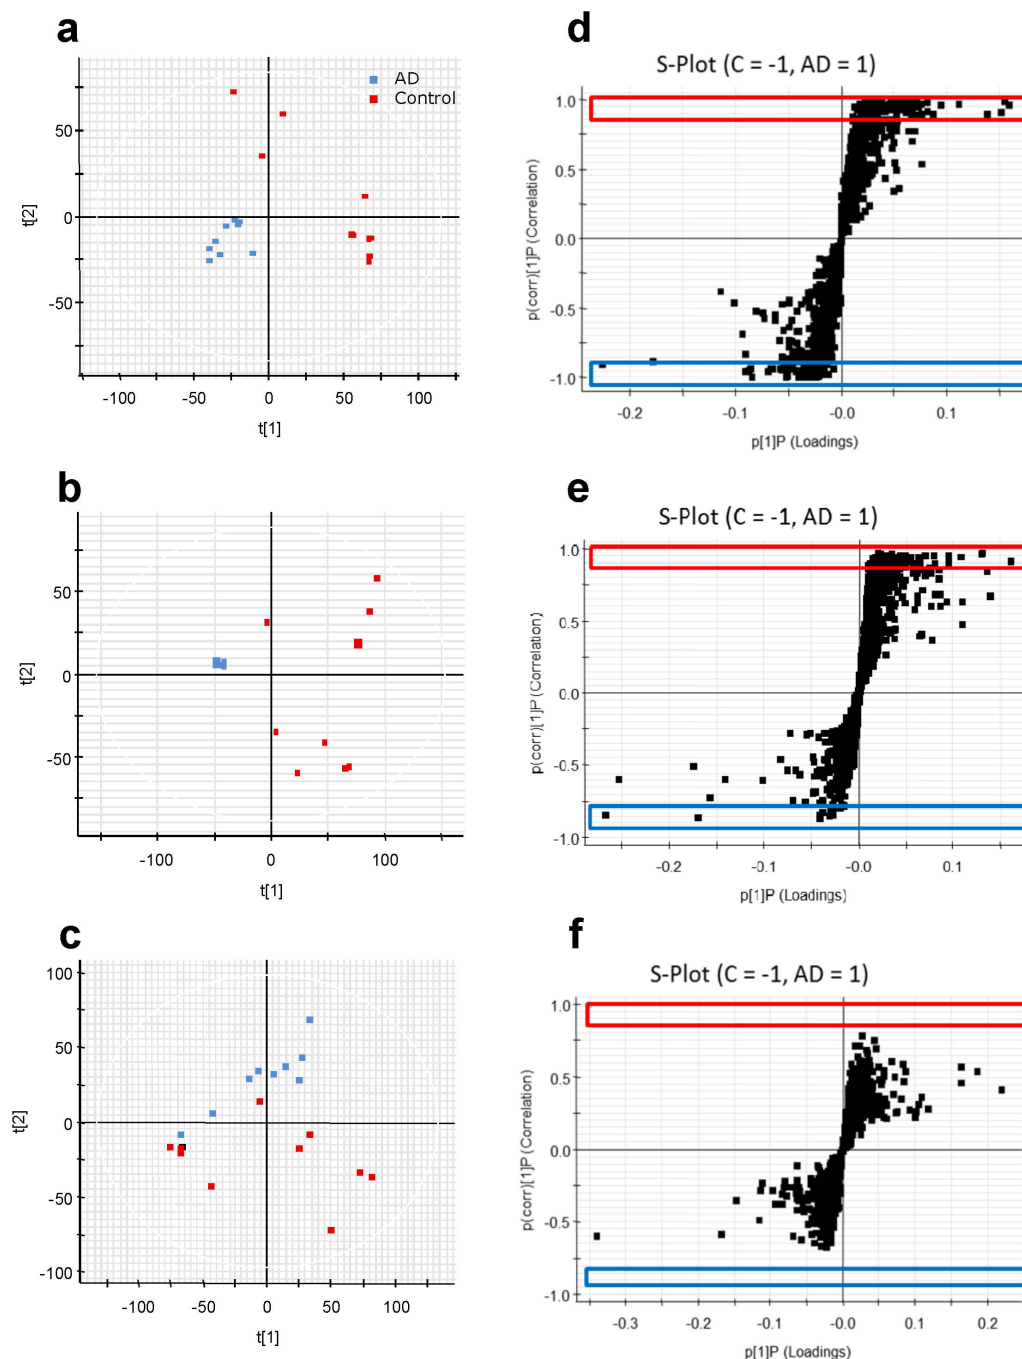 a
AD
Control
50
0
-50
t[2]
-100
-50
0
50
100
t[1]
d
S-Plot (C = -1, AD = 1)
1.0
0.5
0.0
-0.5
-1.0
p(corr)[1]P (Correlation)
-0.2
-0.1
-0.0
0.1
p[1]P (Loadings)
b
50
0
-50
t[2]
-100
0
100
t[1]
e
S-Plot (C = -1, AD = 1)
1.0
0.5
0.0
-0.5
-1.0
p(corr)[1]P (Correlation)
-0.2
-0.1
-0.0
0.1
p[1]P (Loadings)
c
100
50
0
-50
-100
t[2]
-100
-50
0
50
100
t[1]
f
S-Plot (C = -1, AD = 1)
1.0
0.5
0.0
-0.5
-1.0
p(corr)[1]P (Correlation)
-0.3
-0.2
-0.1
-0.0
0.1
0.2
p[1]P (Loadings)